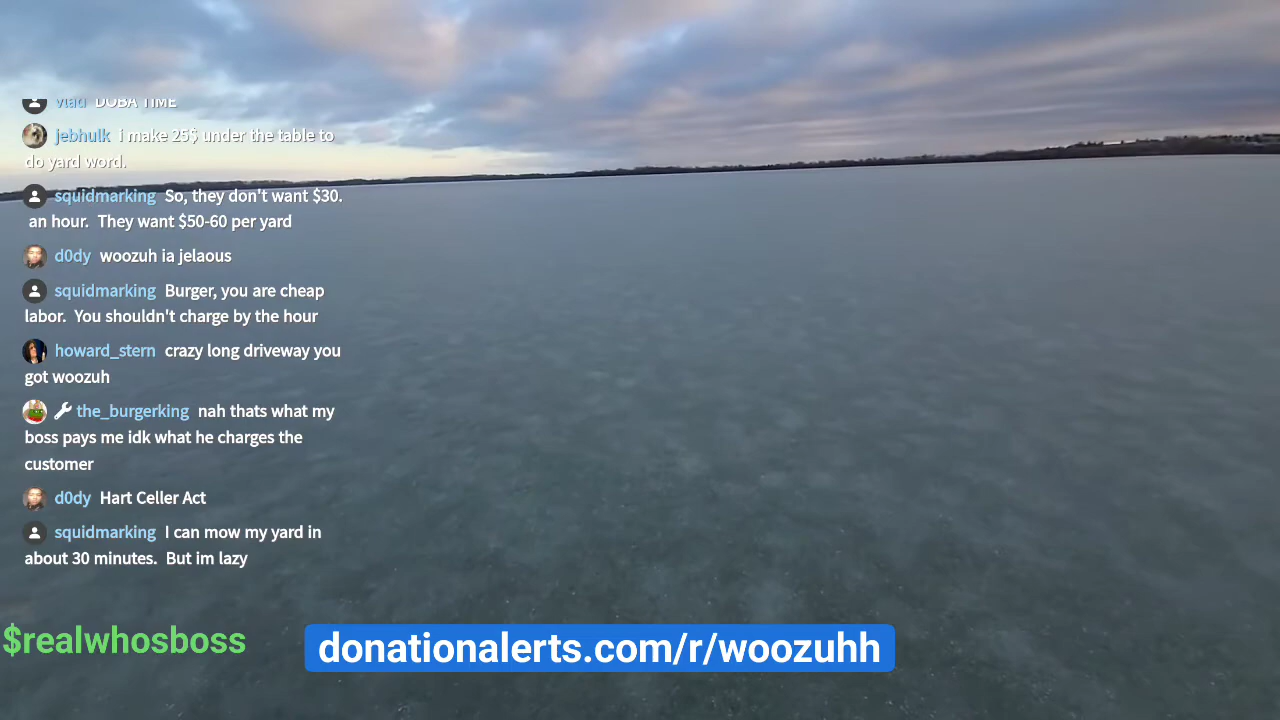 vlad DOBA TIME
jebhulk i make 25$ under the table to
do yard word.
squidmarking So, they don't want $30.
an hour. They want $50-60 per yard
d0dy woozuh ia jelaous
squidmarking Burger, you are cheap
labor. You shouldn't charge by the hour
howard_stern crazy long driveway you
got woozuh
the_burgerking nah thats what my
boss pays me idk what he charges the
customer
d0dy Hart Celler Act
squidmarking I can mow my yard in
about 30 minutes. But im lazy
$realwhosboss
donationalerts.com/r/woozuhh